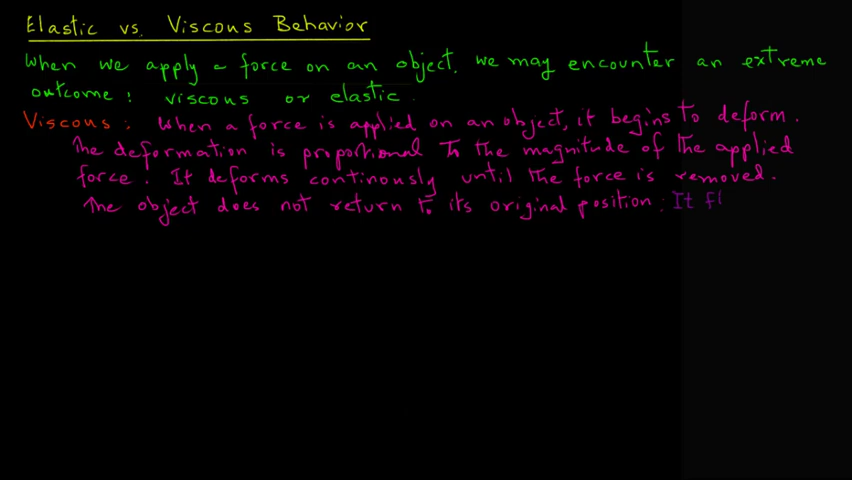 Elastic vs. Viscous Behavior
When we apply a force on an object, we may encounter an extreme
outcome: viscous or elastic.
Viscous: When a force is applied on an object, it begins to deform.
The deformation is proportional to the magnitude of the applied
force. It deforms continously until the force is removed.
The object does not return to its original position. It fl